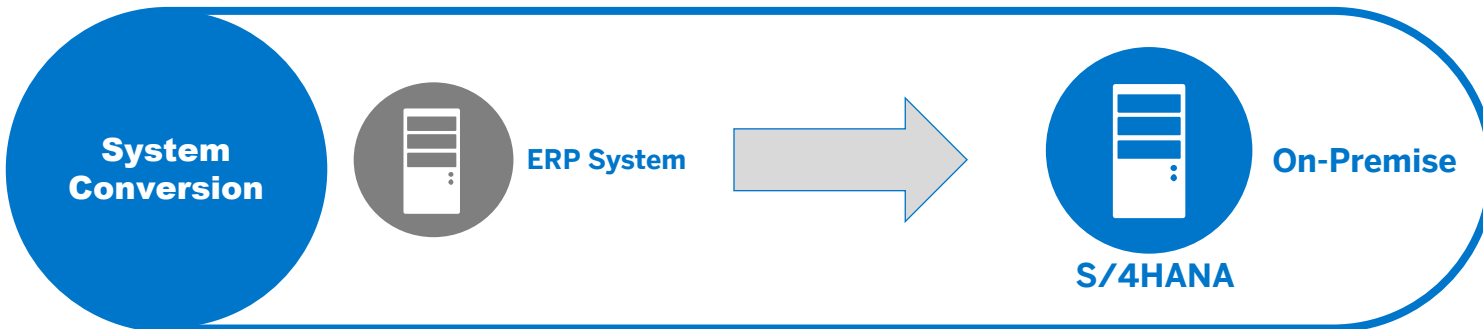 System
Conversion
ERP System
On-Premise
S/4HANA